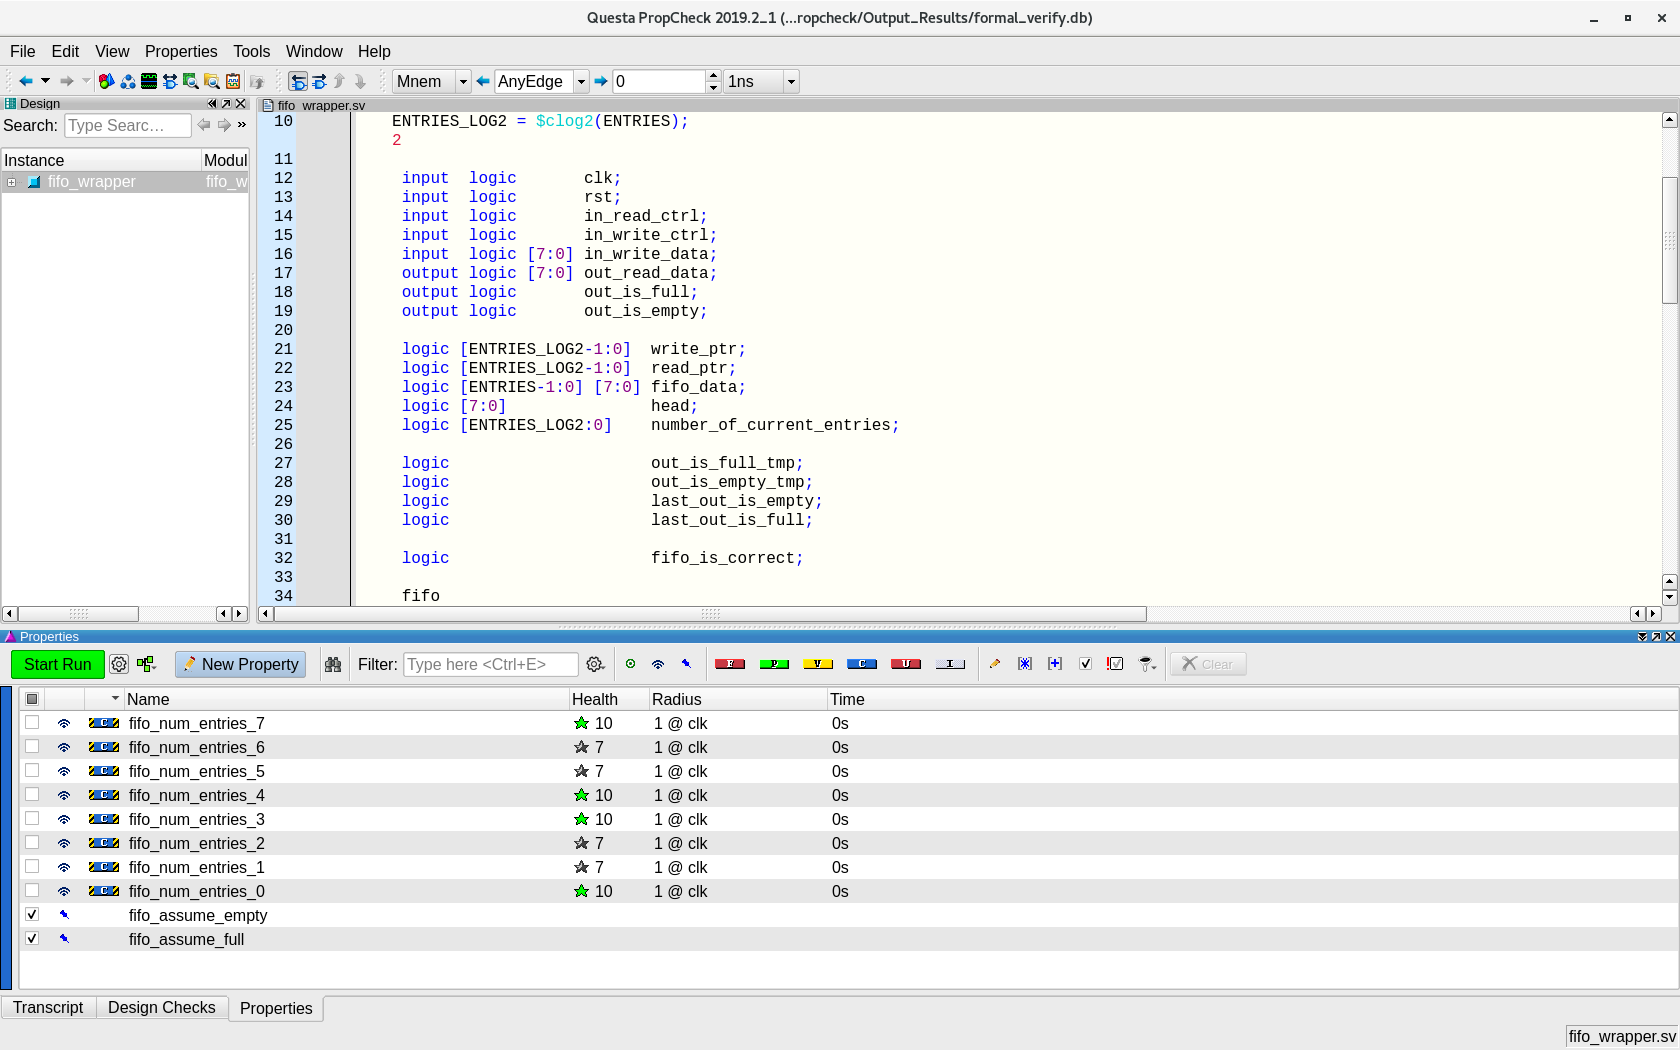 Questa PropCheck 2019.2_1 (...ropcheck/Output_Results/formal_verify.db)
File Edit View Properties Tools Window Help
Mnem AnyEdge 0 1ns
Design
fifo_wrapper.sv
Search: Type Searc...
Instance Modul
fifo_wrapper fifo_w
10 ENTRIES_LOG2 = $clog2(ENTRIES);
2
11
12 input logic clk;
13 input logic rst;
14 input logic in_read_ctrl;
15 input logic in_write_ctrl;
16 input logic [7:0] in_write_data;
17 output logic [7:0] out_read_data;
18 output logic out_is_full;
19 output logic out_is_empty;
20
21 logic [ENTRIES_LOG2-1:0] write_ptr;
22 logic [ENTRIES_LOG2-1:0] read_ptr;
23 logic [ENTRIES-1:0] [7:0] fifo_data;
24 logic [7:0] head;
25 logic [ENTRIES_LOG2:0] number_of_current_entries;
26
27 logic out_is_full_tmp;
28 logic out_is_empty_tmp;
29 logic last_out_is_empty;
30 logic last_out_is_full;
31
32 logic fifo_is_correct;
33
34 fifo
Properties
Start Run New Property Filter: Type here <Ctrl+E> F P V C U I Clear
Name Health Radius Time
C fifo_num_entries_7 10 1 @ clk 0s
C fifo_num_entries_6 7 1 @ clk 0s
C fifo_num_entries_5 7 1 @ clk 0s
C fifo_num_entries_4 10 1 @ clk 0s
C fifo_num_entries_3 10 1 @ clk 0s
C fifo_num_entries_2 7 1 @ clk 0s
C fifo_num_entries_1 7 1 @ clk 0s
C fifo_num_entries_0 10 1 @ clk 0s
fifo_assume_empty
fifo_assume_full
Transcript Design Checks Properties
fifo_wrapper.sv